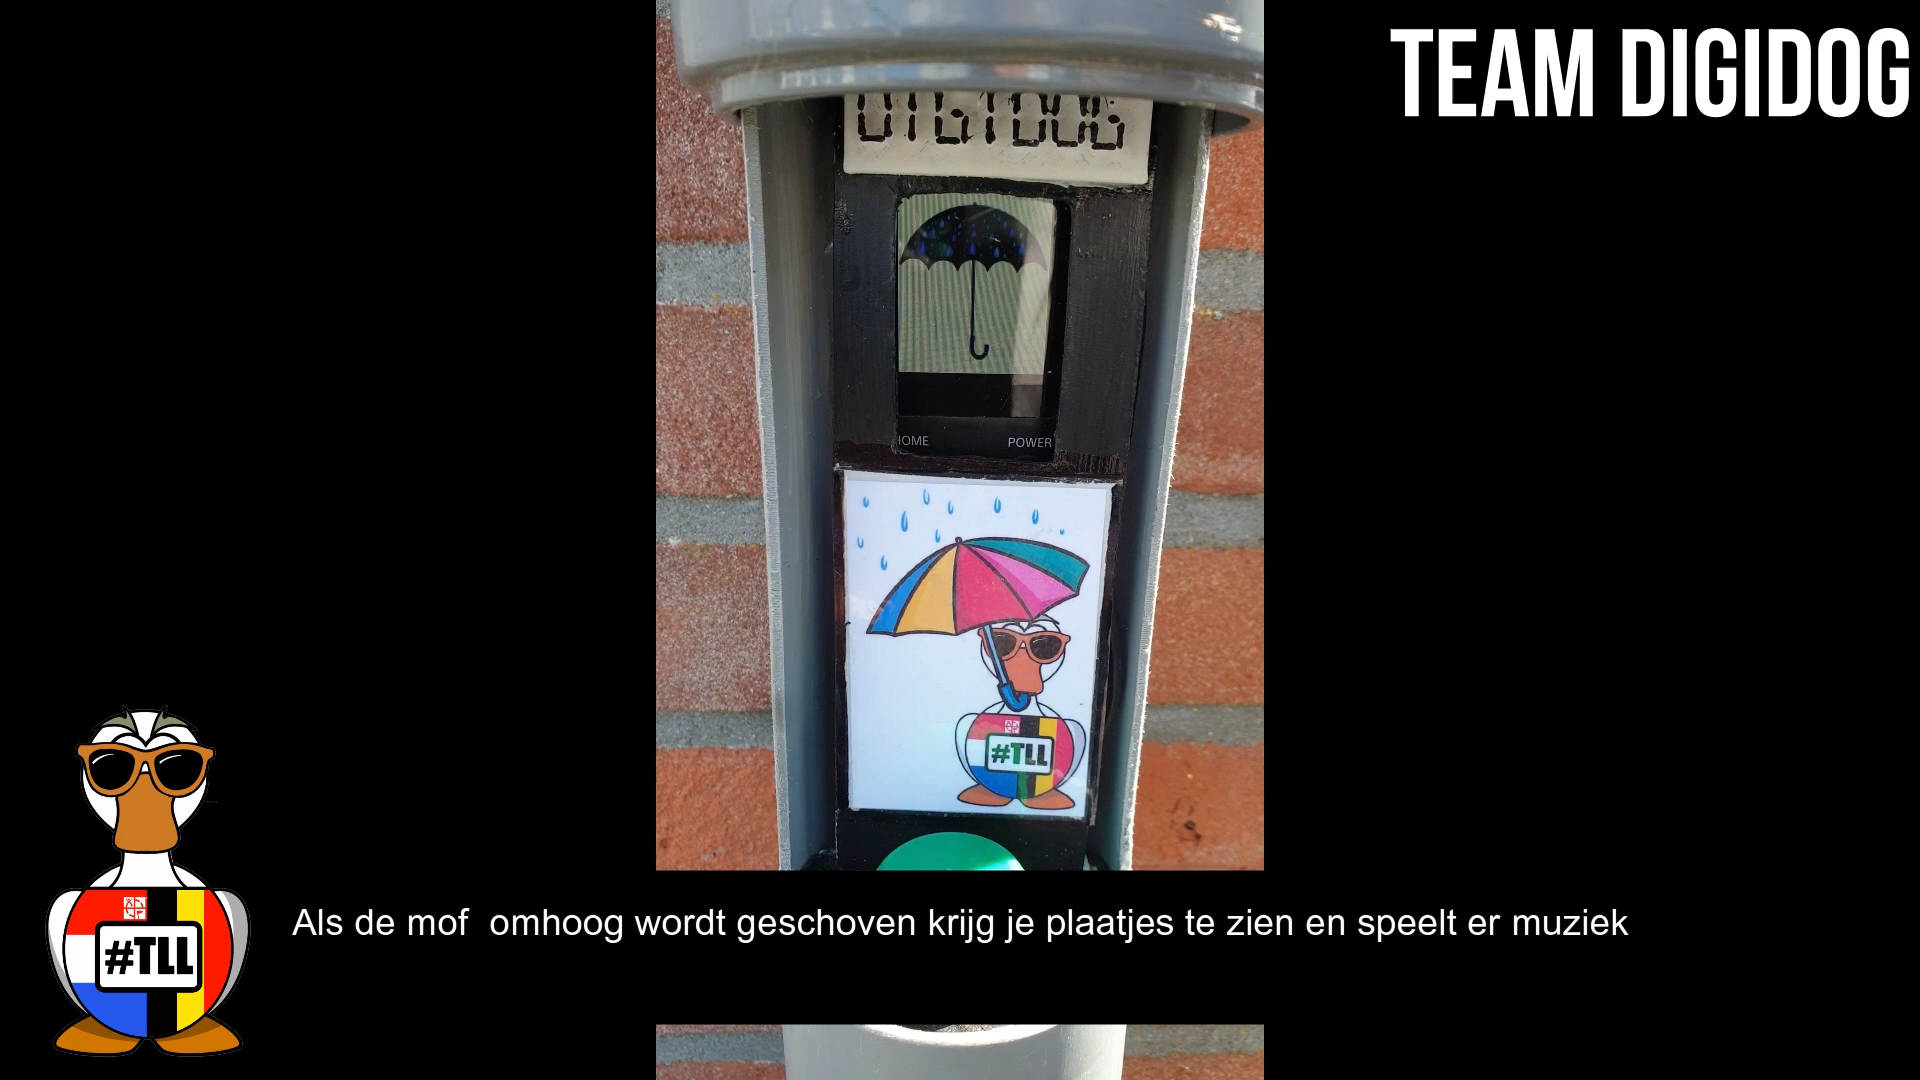 TEAM DIGIDOG
DIGIDOG
HOME
POWER
#TLL
#TLL
Als de mof  omhoog wordt geschoven krijg je plaatjes te zien en speelt er muziek